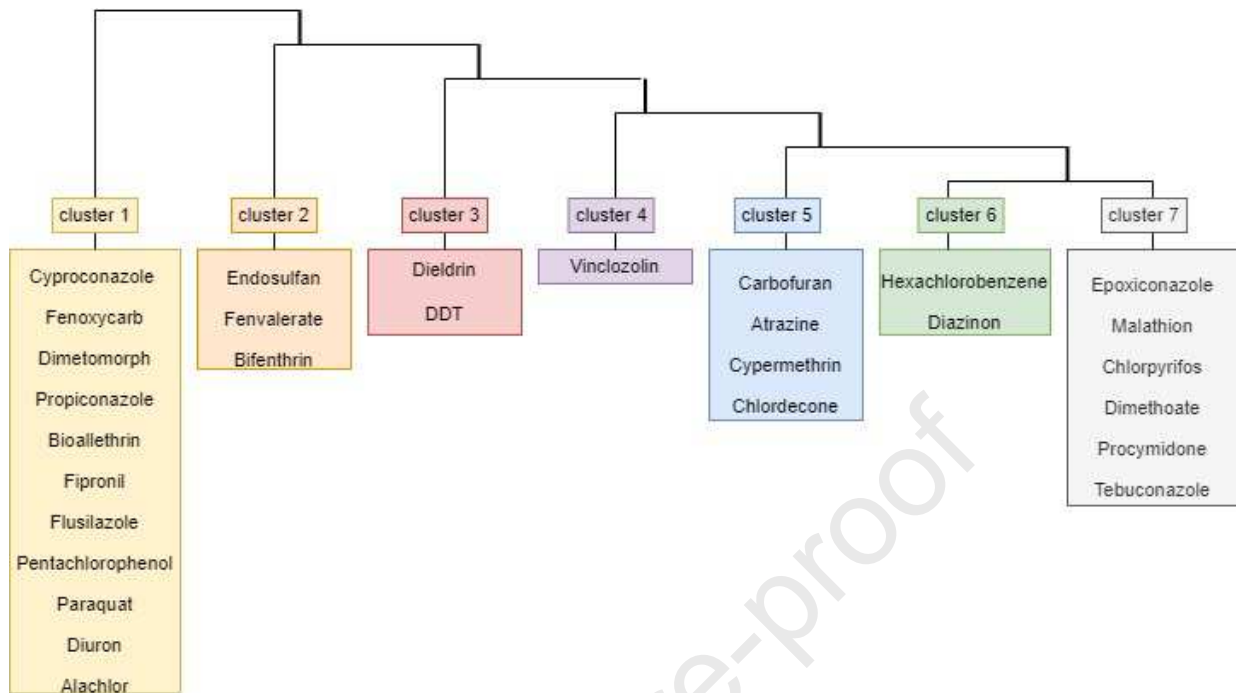 cluster 1
cluster 2
cluster 3
cluster 4
cluster 5
cluster 6
cluster 7
Cyproconazole
Fenoxycarb
Dimetomorph
Propiconazole
Bioallethrin
Fipronil
Flusilazole
Pentachlorophenol
Paraquat
Diuron
Alachlor
Endosulfan
Fenvalerate
Bifenthrin
Dieldrin
DDT
Vinclozolin
Carbofuran
Atrazine
Cypermethrin
Chlordecone
Hexachlorobenzene
Diazinon
Epoxiconazole
Malathion
Chlorpyrifos
Dimethoate
Procymidone
Tebuconazole
re-proof